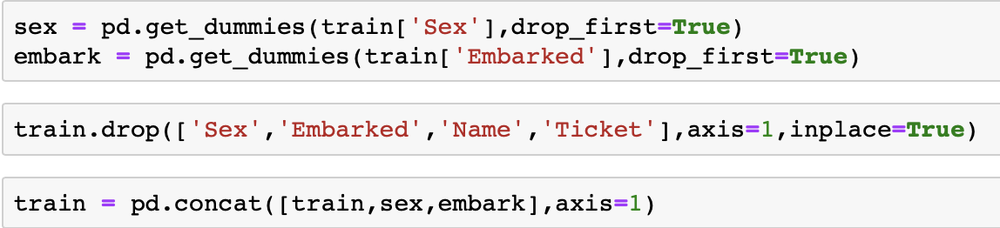 sex = pd.get_dummies(train['Sex'],drop_first=True)
embark = pd.get_dummies(train['Embarked'],drop_first=True)
train.drop(['Sex','Embarked','Name','Ticket'],axis=1,inplace=True)
train = pd.concat([train,sex,embark],axis=1)